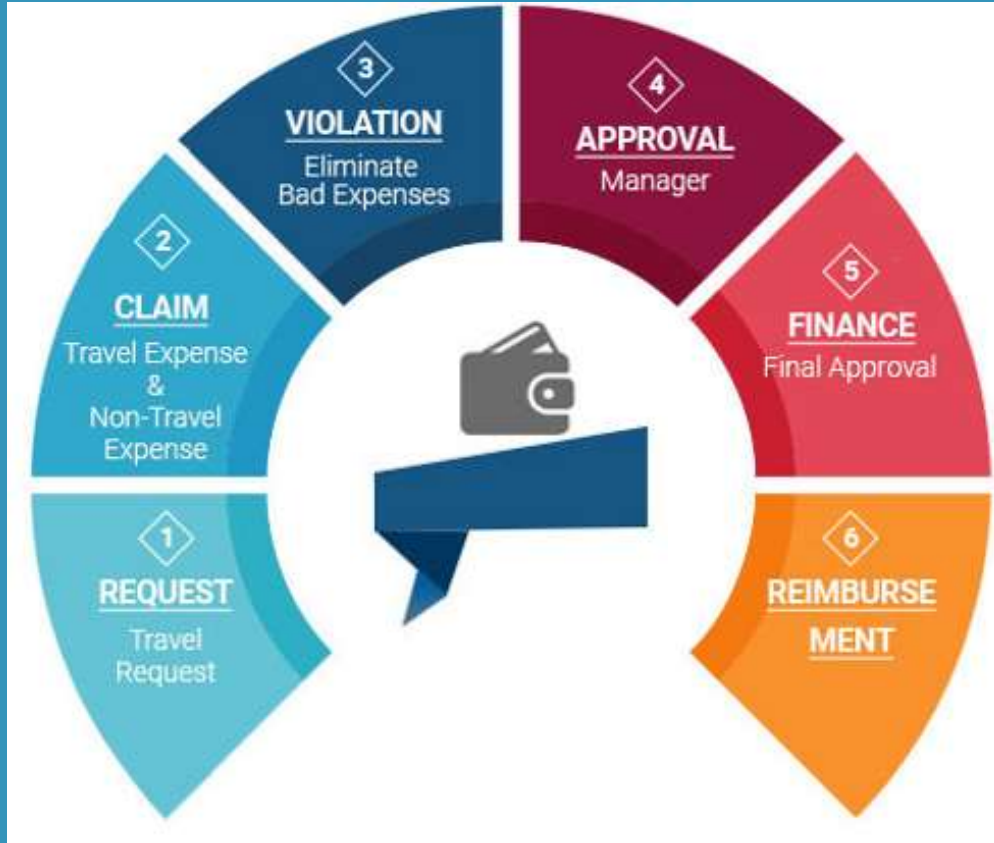 1
REQUEST
Travel
Request
2
CLAIM
Travel Expense
&
Non-Travel
Expense
3
VIOLATION
Eliminate
Bad Expenses
4
APPROVAL
Manager
5
FINANCE
Final Approval
6
REIMBURSE
MENT